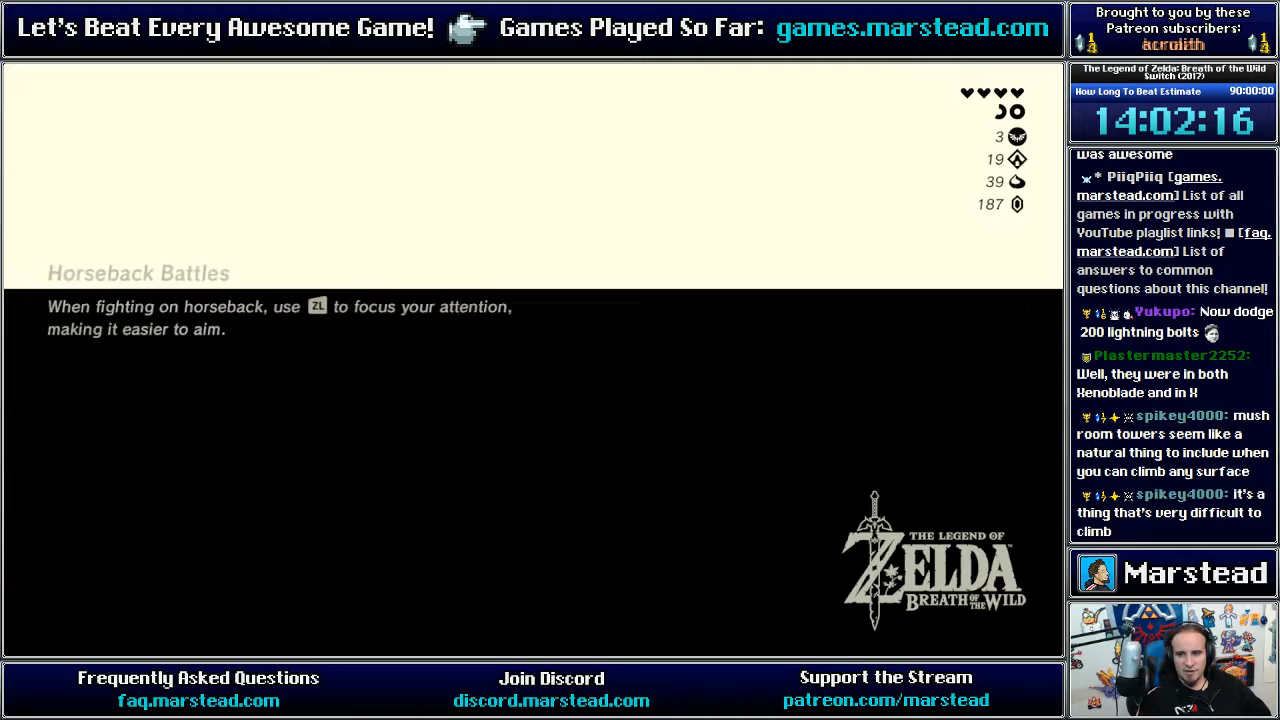 Let's Beat Every Awesome Game!
Games Played So Far: games.marstead.com
Brought to you by these
Patreon subscribers:
acrolith
The Legend of Zelda: Breath of the Wild
Switch (2017)
How Long To Beat Estimate 90:00:00
14:02:16
3
19
39
187
Horseback Battles
When fighting on horseback, use ZL to focus your attention,
making it easier to aim.
THE LEGEND OF
ZELDA
BREATH OF THE WILD
was awesome
* PiiqPiiq [games.
marstead.com] List of all
games in progress with
YouTube playlist links! ■ [faq.
marstead.com] List of
answers to common
questions about this channel!
Yukupo: Now dodge
200 lightning bolts
Plastermaster2252:
Well, they were in both
Xenoblade and in X
spikey4000: mush
room towers seem like a
natural thing to include when
you can climb any surface
spikey4000: it's a
thing that's very difficult to
climb
Marstead
Frequently Asked Questions
faq.marstead.com
Join Discord
discord.marstead.com
Support the Stream
patreon.com/marstead